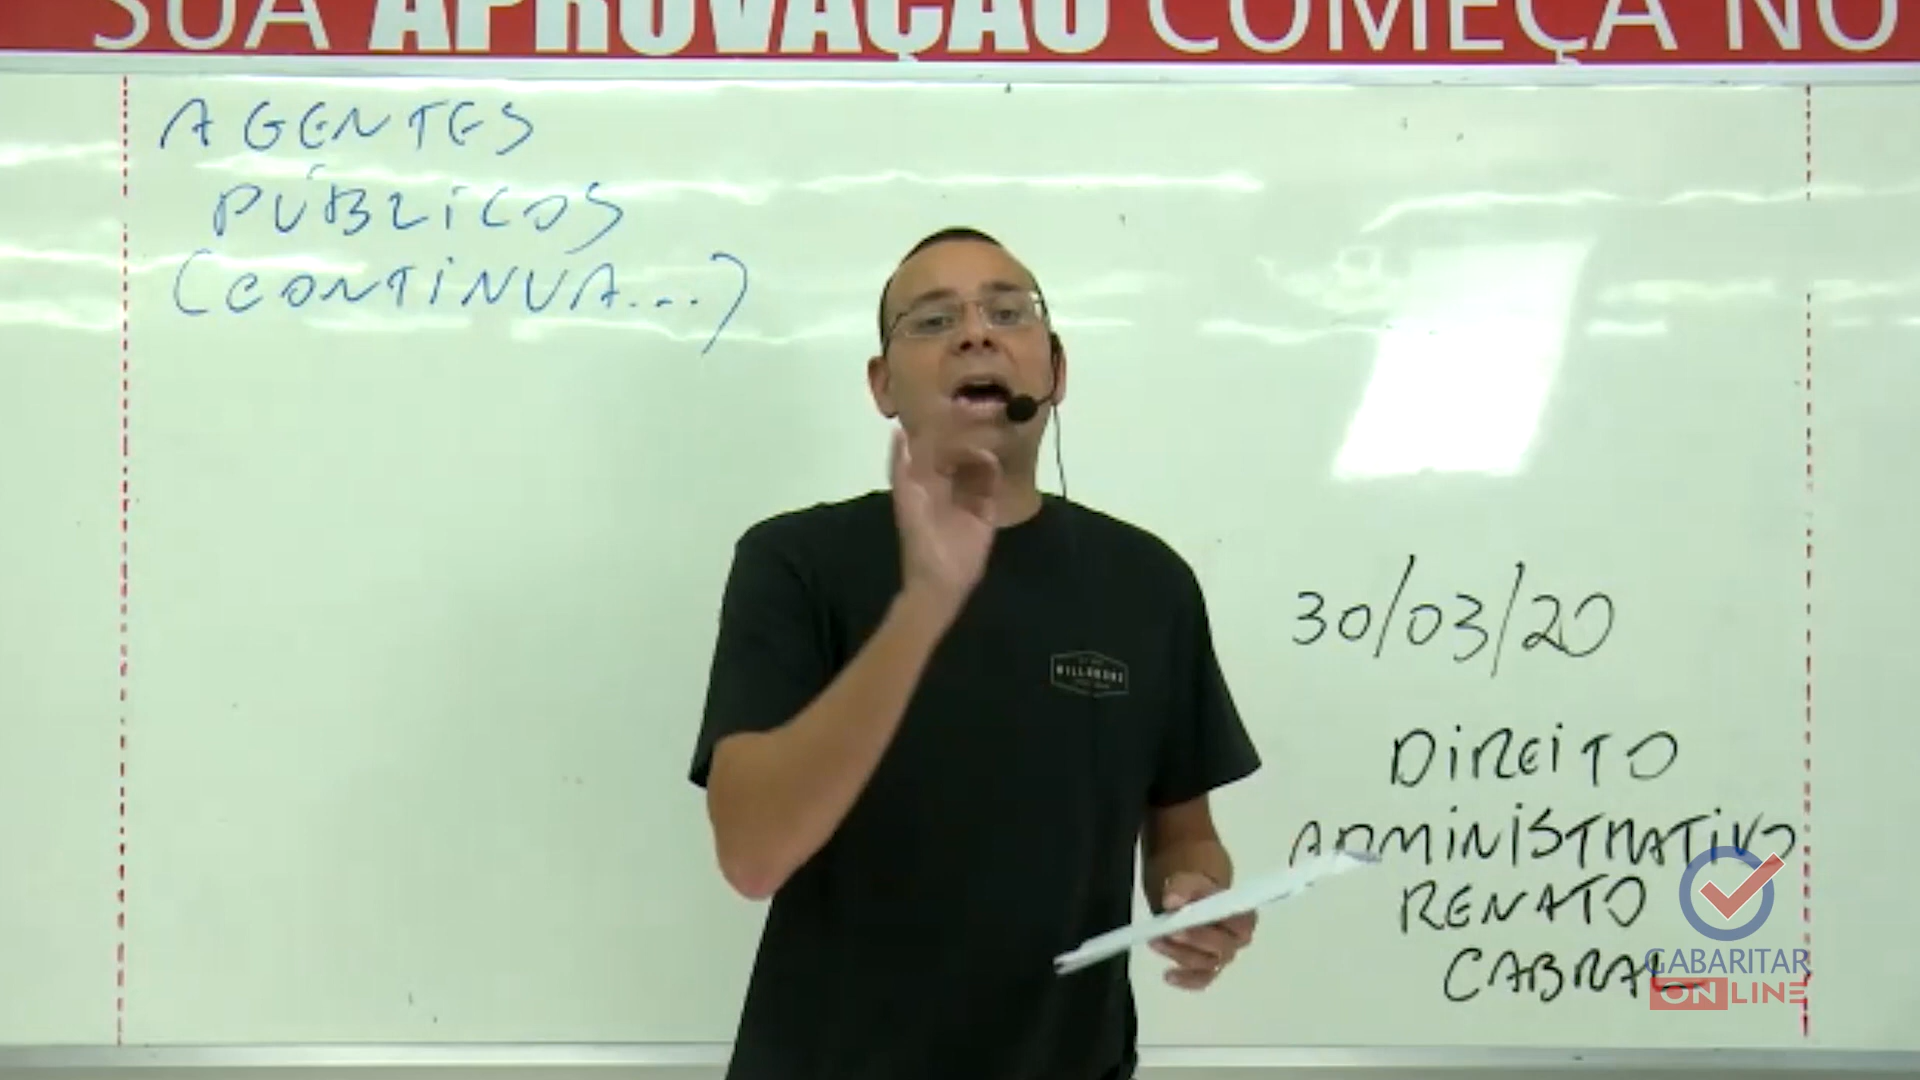 SUA APROVAÇÃO COMEÇA NO
AGENTES
PÚBLICOS
(CONTINUA...)
30/03/20
DIREITO
ADMINISTRATIVO
RENATO
CABRAL
GABARITAR
ONLINE